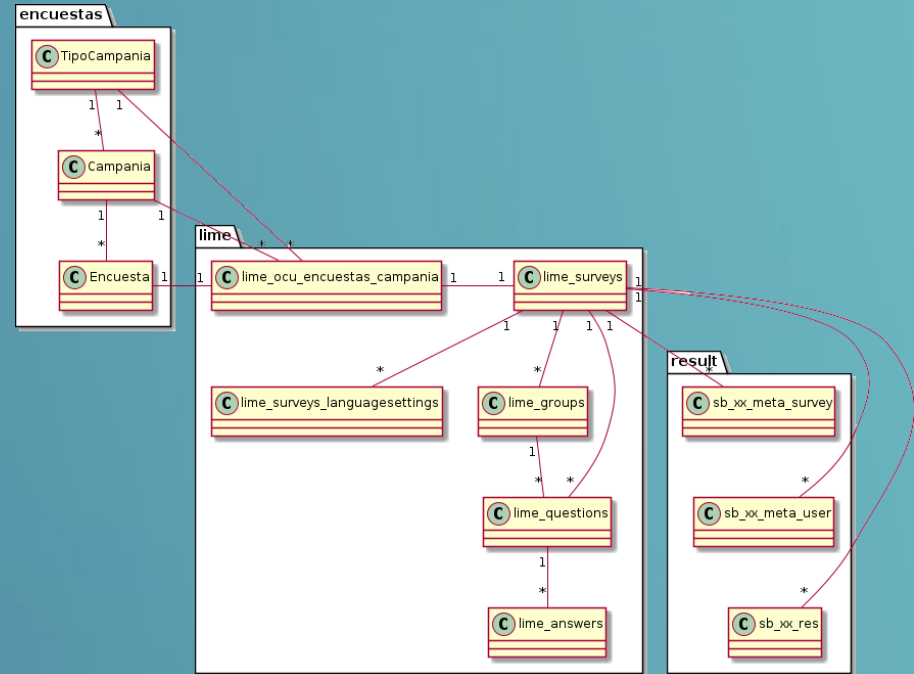 encuestas
C TipoCampania
1 1
*
C Campania
1 1
*
C Encuesta
1 1
lime
* *
C lime_ocu_encuestas_campania
1 1
C lime_surveys
1
1
1 1 1 1
* *
C lime_surveys_languagesettings
C lime_groups
1
* *
C lime_questions
1
*
C lime_answers
result
*
C sb_xx_meta_survey
*
C sb_xx_meta_user
*
C sb_xx_res